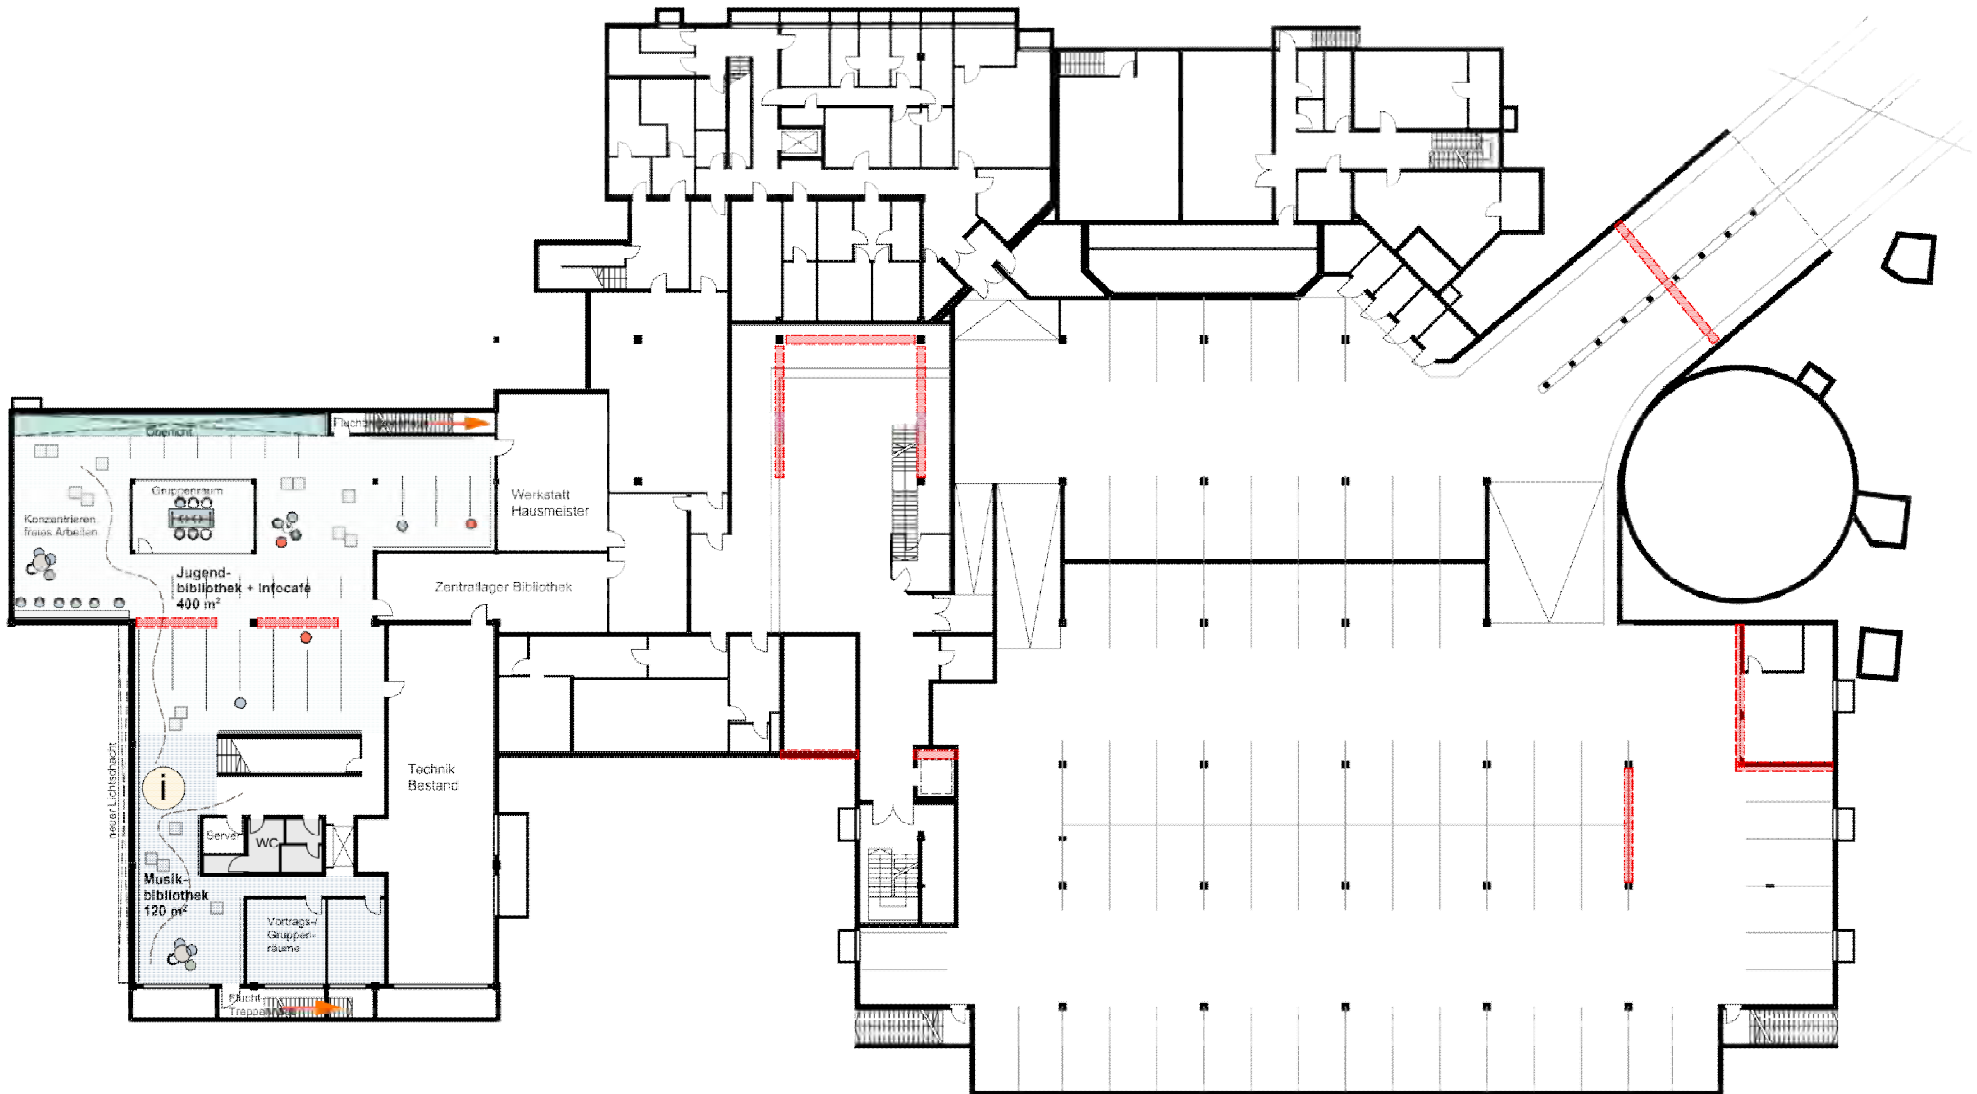 Oberlicht
Gruppenraum
Konzentrieren
freies Arbeiten
Werkstatt
Hausmeister
Jugend-
bibliothek + Infocafé
400 m²
Zentrallager Bibliothek
neuer Lichtschacht
i
Technik
Bestand
Server
WC
Musik-
bibliothek
120 m²
Vortrags-/
Gruppen-
räume
Flucht
Treppenhaus